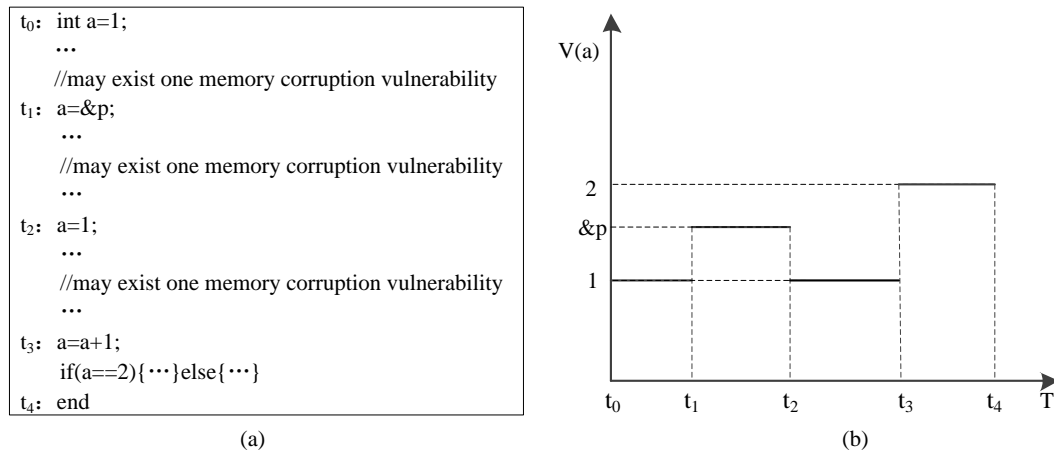 t₀： int a=1;
…
//may exist one memory corruption vulnerability
t₁： a=&p;
…
//may exist one memory corruption vulnerability
…
t₂： a=1;
…
//may exist one memory corruption vulnerability
…
t₃： a=a+1;
if(a==2){…}else{…}
t₄： end
(a)
V(a)
2
&p
1
t₀ t₁ t₂ t₃ t₄ T
(b)